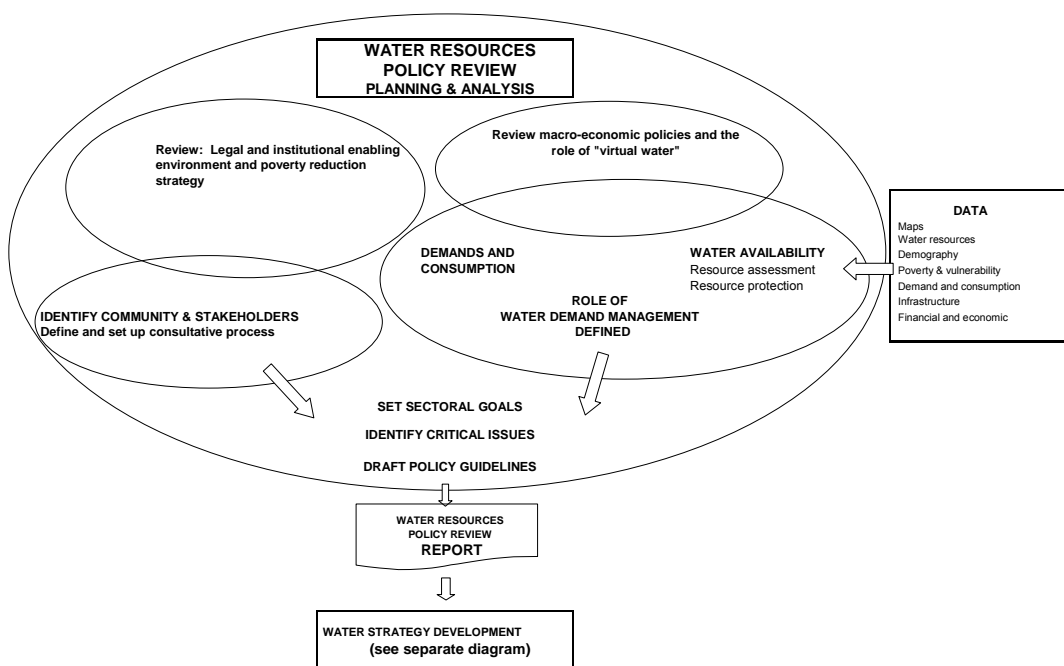 WATER RESOURCES
POLICY REVIEW
PLANNING & ANALYSIS
Review: Legal and institutional enabling
environment and poverty reduction
strategy
Review macro-economic policies and the
role of "virtual water"
DEMANDS AND
CONSUMPTION
WATER AVAILABILITY
Resource assessment
Resource protection
ROLE OF
WATER DEMAND MANAGEMENT
DEFINED
IDENTIFY COMMUNITY & STAKEHOLDERS
Define and set up consultative process
DATA
Maps
Water resources
Demography
Poverty & vulnerability
Demand and consumption
Infrastructure
Financial and economic
SET SECTORAL GOALS
IDENTIFY CRITICAL ISSUES
DRAFT POLICY GUIDELINES
WATER RESOURCES
POLICY REVIEW
REPORT
WATER STRATEGY DEVELOPMENT
(see separate diagram)